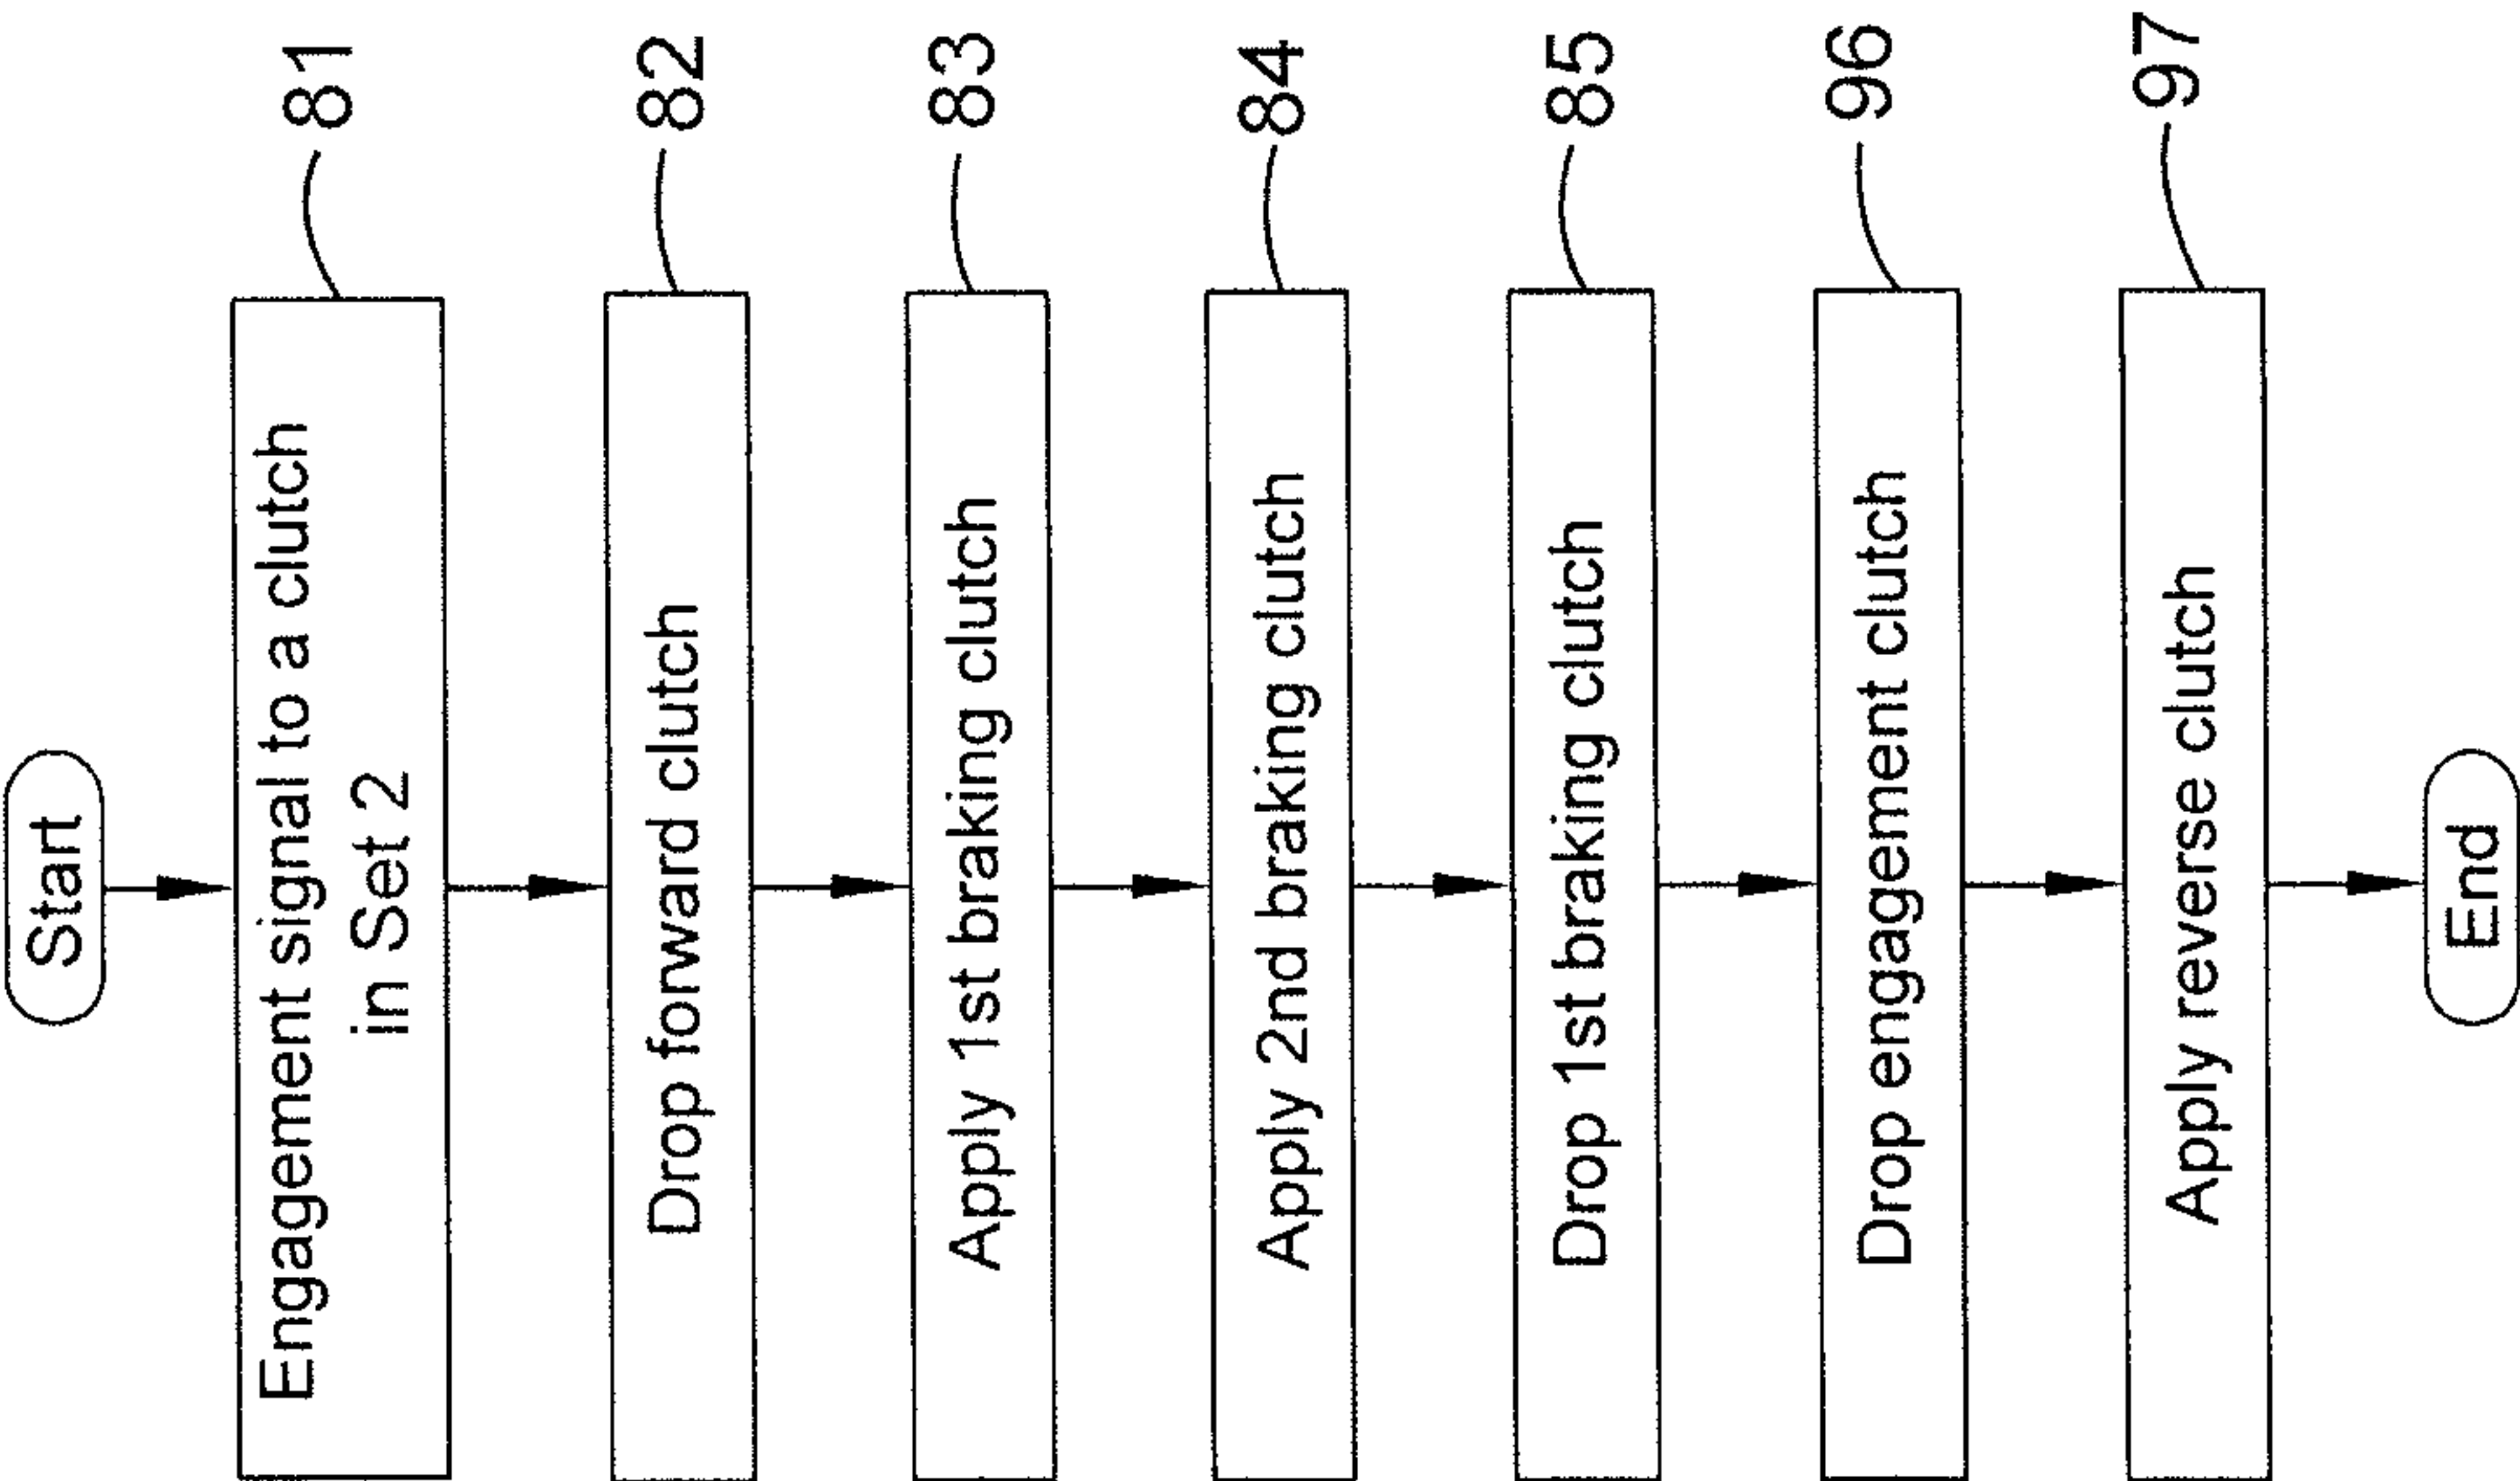 Start
Engagement signal to a clutch
in Set 2
81
Drop forward clutch
82
Apply 1st braking clutch
83
Apply 2nd braking clutch
84
Drop 1st braking clutch
85
Drop engagement clutch
96
Apply reverse clutch
97
End